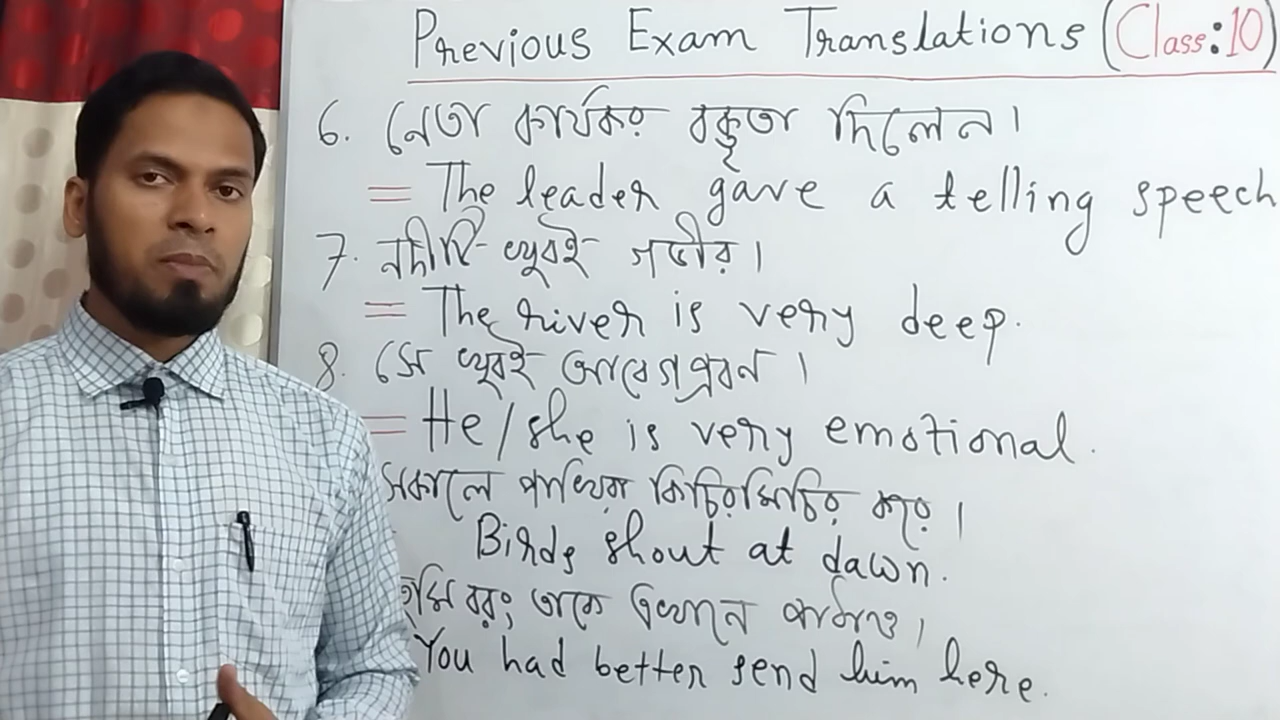 Previous Exam Translations (Class:10)
6. নেতা কার্যকর বক্তৃতা দিলেন।
= The leader gave a telling speech
7. নদীটি খুবই গভীর।
= The river is very deep.
8. সে খুবই আবেগপ্রবন।
= He/she is very emotional.
সকালে পাখিরা কিচিরমিচির করে।
Birds shout at dawn.
তুমি বরং তাকে এখানে পাঠাও।
You had better send him here.